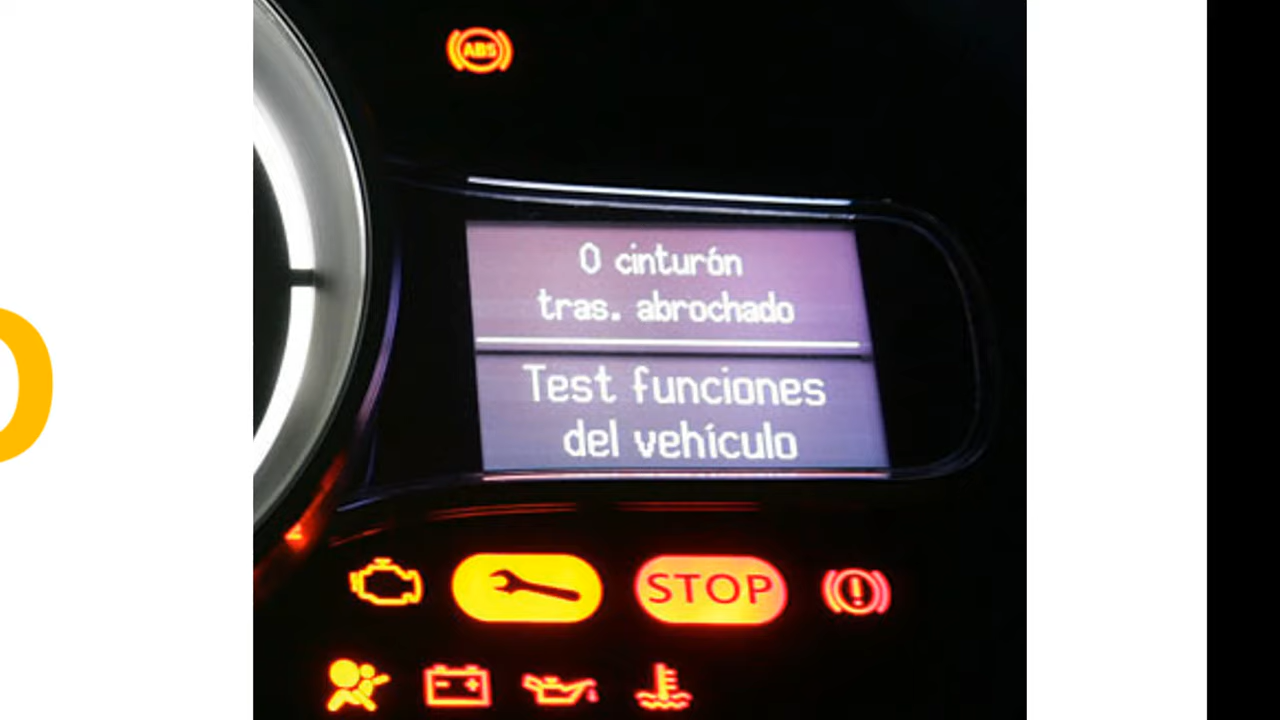 ABS
0 cinturón
tras. abrochado
Test funciones
del vehículo
STOP